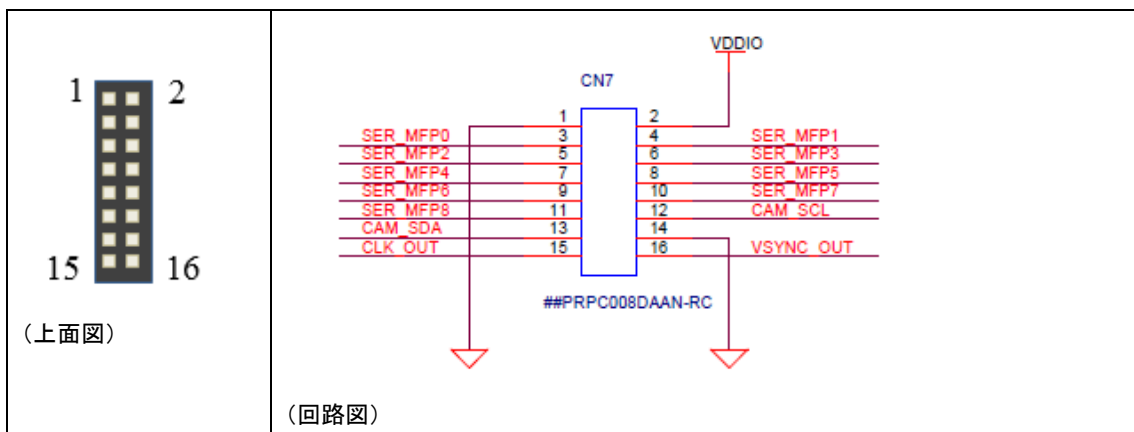 1 2
15 16
(上面図)
VDDIO
CN7
1 2
SER_MFP0 3 4 SER_MFP1
SER_MFP2 5 6 SER_MFP3
SER_MFP4 7 8 SER_MFP5
SER_MFP6 9 10 SER_MFP7
SER_MFP8 11 12 CAM_SCL
CAM_SDA 13 14
CLK_OUT 15 16 VSYNC_OUT
##PRPC008DAAN-RC
(回路図)